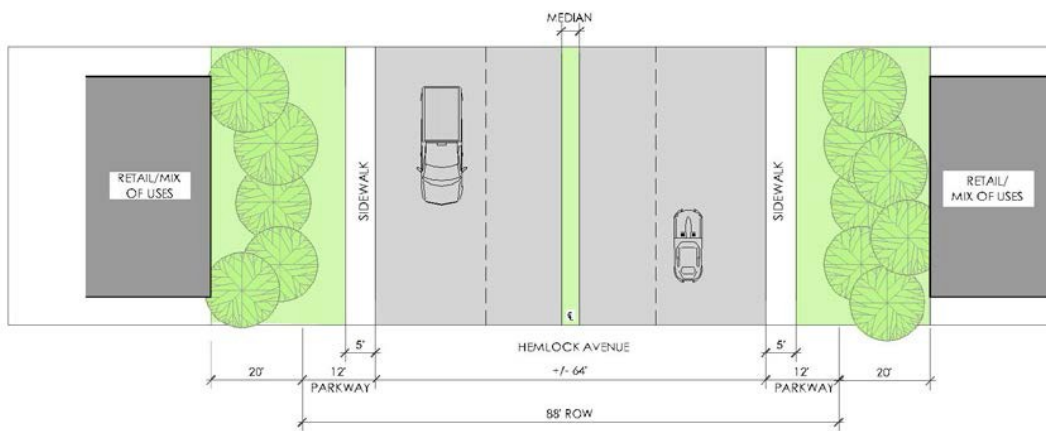 MEDIAN
RETAIL/MIX
OF USES
SIDEWALK
SIDEWALK
RETAIL/
MIX OF USES
℄
5'
HEMLOCK AVENUE
5'
20'
12'
+/- 64'
12'
20'
PARKWAY
PARKWAY
88' ROW